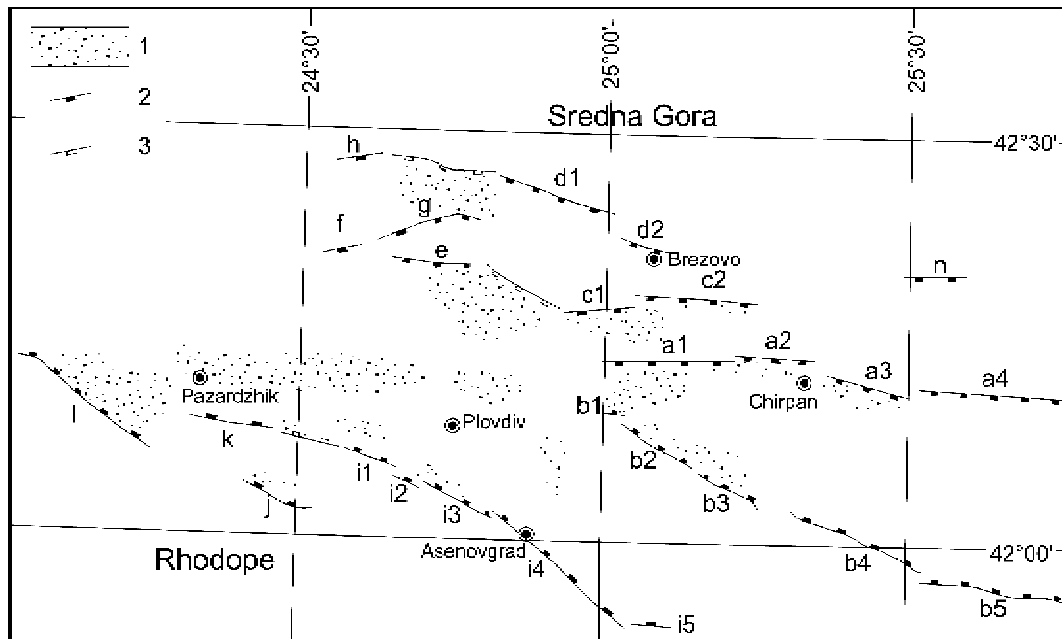 1
2
3
24°30'
25°00'
25°30'
Sredna Gora
42°30'
h
d1
g
f
d2
Brezovo
e
n
c2
c1
a1
a2
a3
a4
Pazardzhik
Chirpan
l
b1
Plovdiv
k
b2
i1
i2
b3
j
i3
Asenovgrad
Rhodope
i4
b4
42°00'
b5
i5